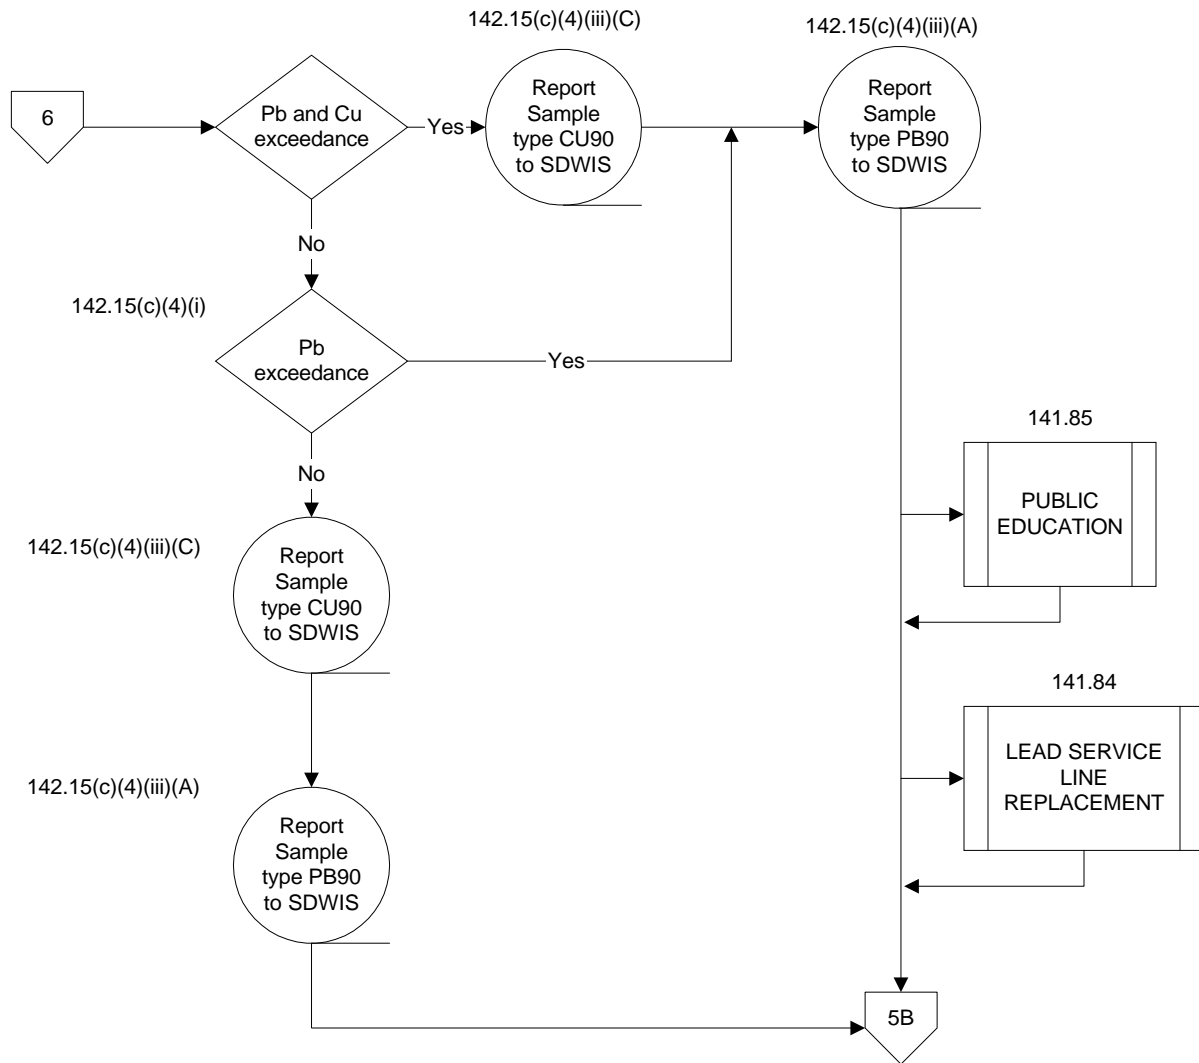 142.15(c)(4)(iii)(C)
142.15(c)(4)(iii)(A)
6
Pb and Cu
exceedance
Yes
Report
Sample
type CU90
to SDWIS
Report
Sample
type PB90
to SDWIS
No
142.15(c)(4)(i)
Pb
exceedance
Yes
No
141.85
PUBLIC
EDUCATION
142.15(c)(4)(iii)(C)
Report
Sample
type CU90
to SDWIS
141.84
LEAD SERVICE
LINE
REPLACEMENT
142.15(c)(4)(iii)(A)
Report
Sample
type PB90
to SDWIS
5B